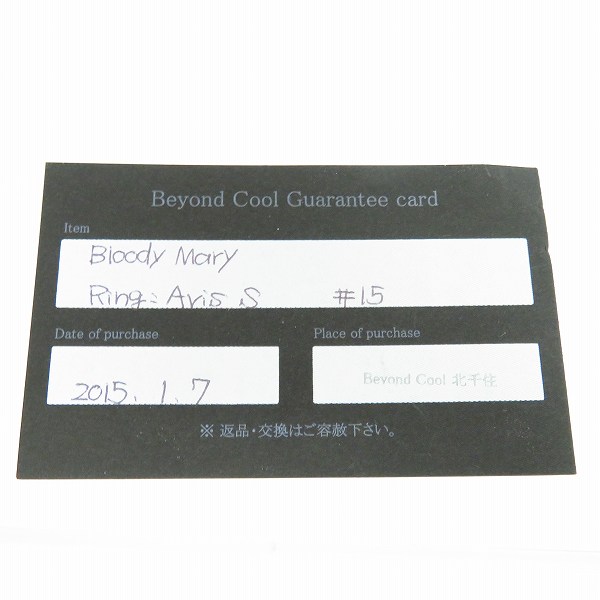 Beyond Cool Guarantee card
Item
Bloody Mary
Ring: Avis S #15
Date of purchase
Place of purchase
2015. 1. 7
Beyond Cool 北千住
※ 返品・交換はご容赦下さい。